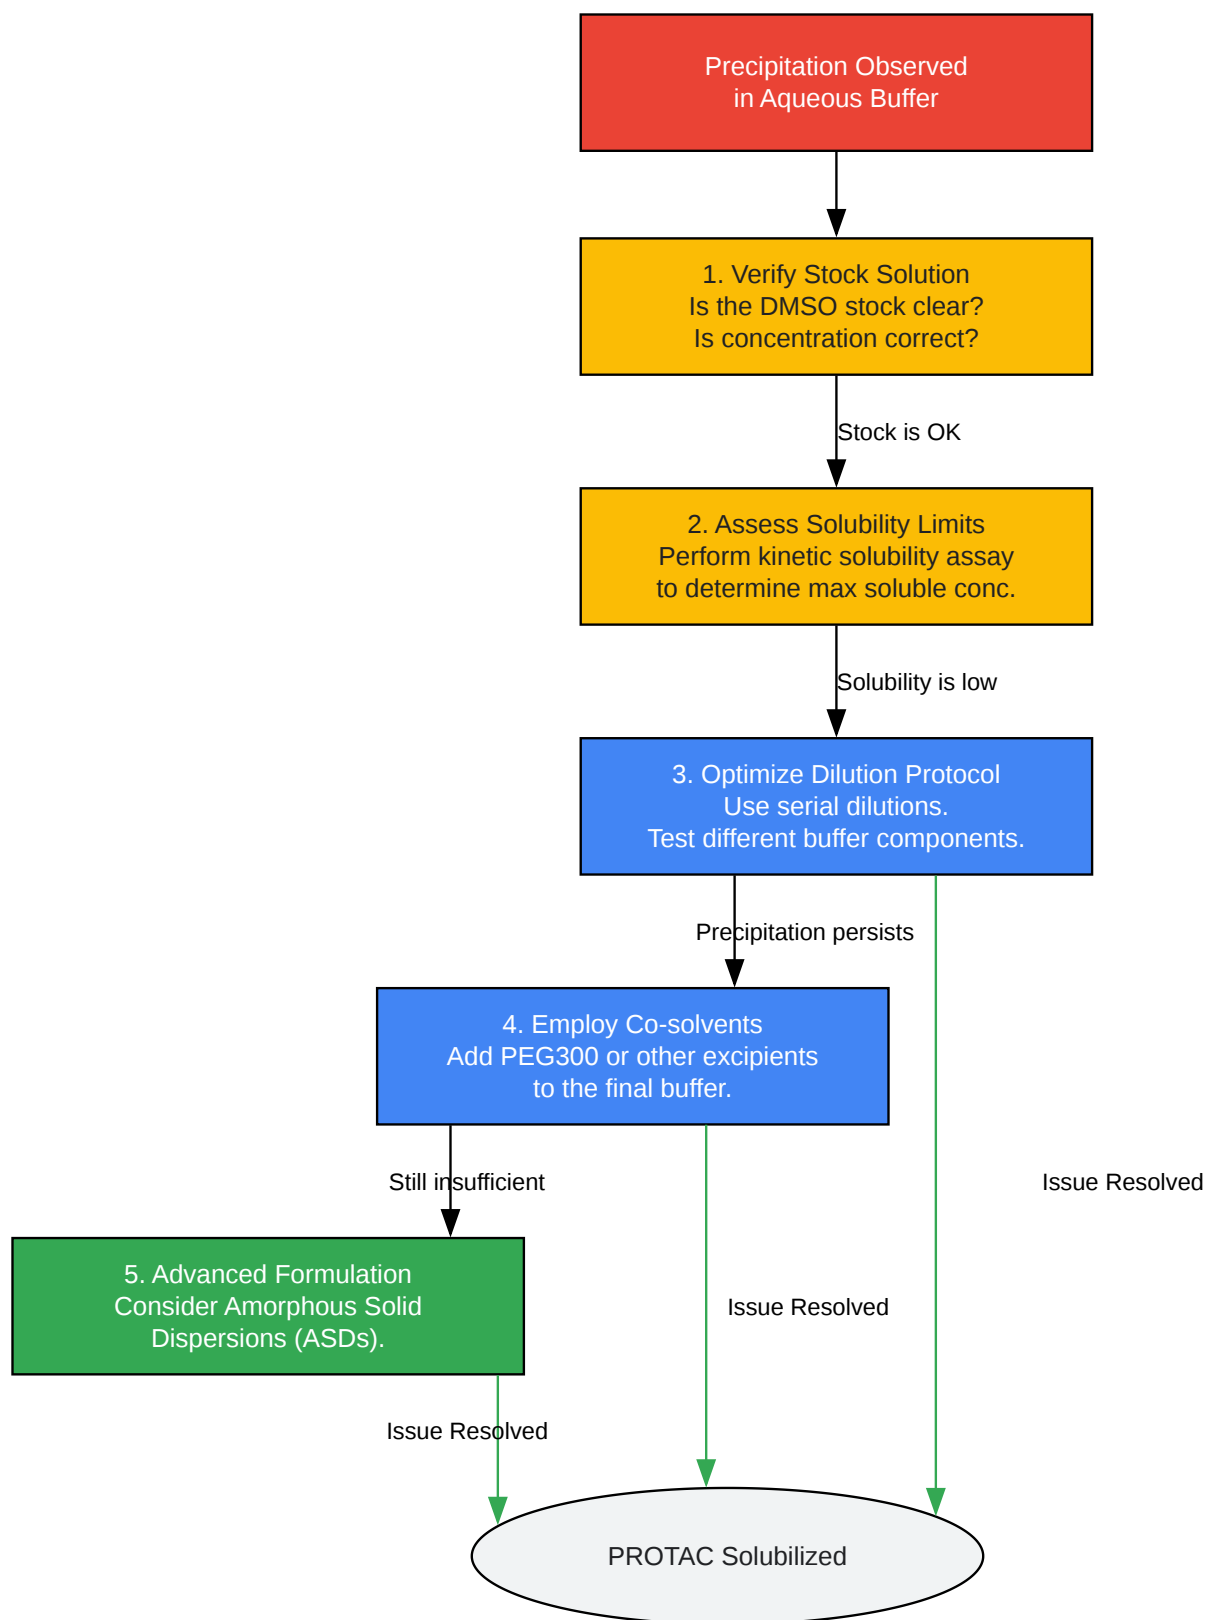 Precipitation Observed
in Aqueous Buffer
1. Verify Stock Solution
Is the DMSO stock clear?
Is concentration correct?
Stock is OK
2. Assess Solubility Limits
Perform kinetic solubility assay
to determine max soluble conc.
Solubility is low
3. Optimize Dilution Protocol
Use serial dilutions.
Test different buffer components.
Precipitation persists
4. Employ Co-solvents
Add PEG300 or other excipients
to the final buffer.
Still insufficient
Issue Resolved
5. Advanced Formulation
Consider Amorphous Solid
Dispersions (ASDs).
Issue Resolved
Issue Resolved
PROTAC Solubilized